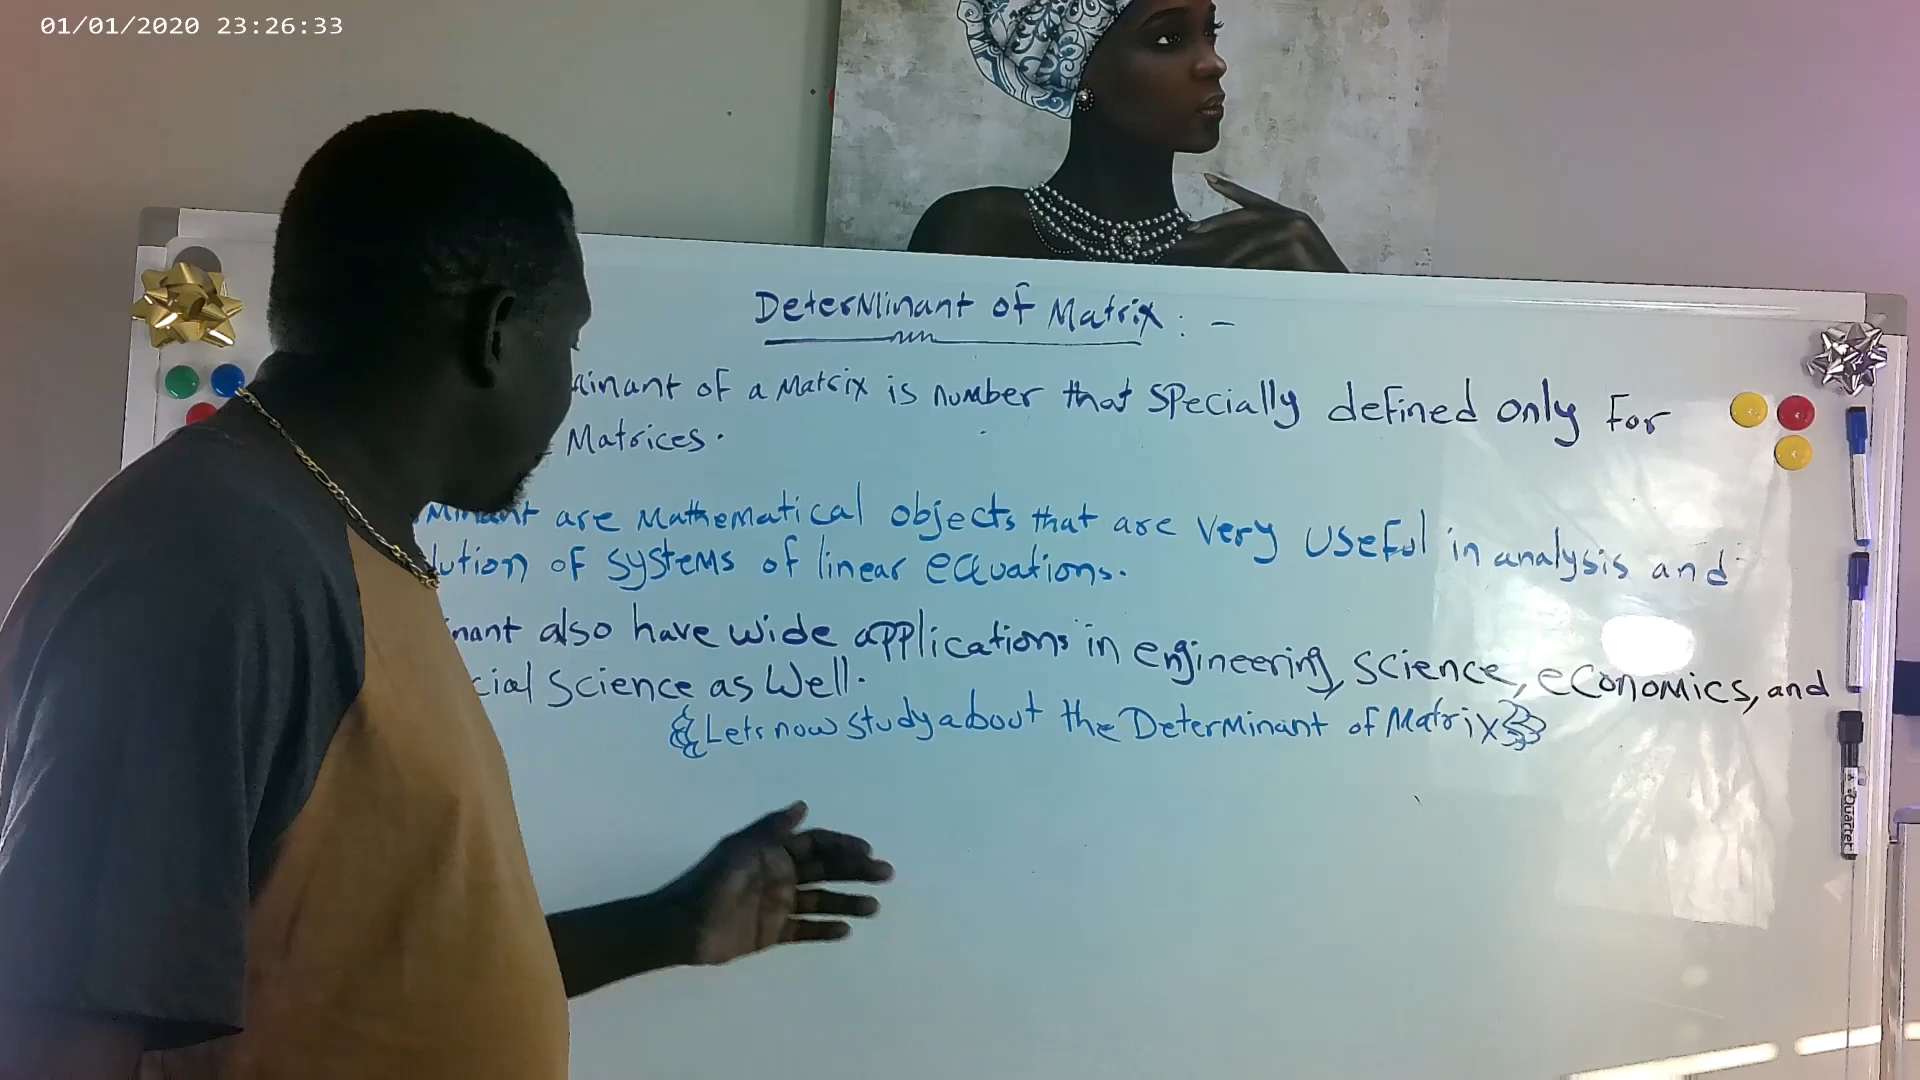 01/01/2020 23:26:33
Determinant of Matrix : -
minant of a Matrix is number that specially defined only for
Matrices.
minant are Mathematical objects that are very useful in analysis and
lution of systems of linear equations.
nant also have wide applications in engineering, science, economics, and
cial Science as Well.
{{Lets now study about the Determinant of Matrix}}
Quartet